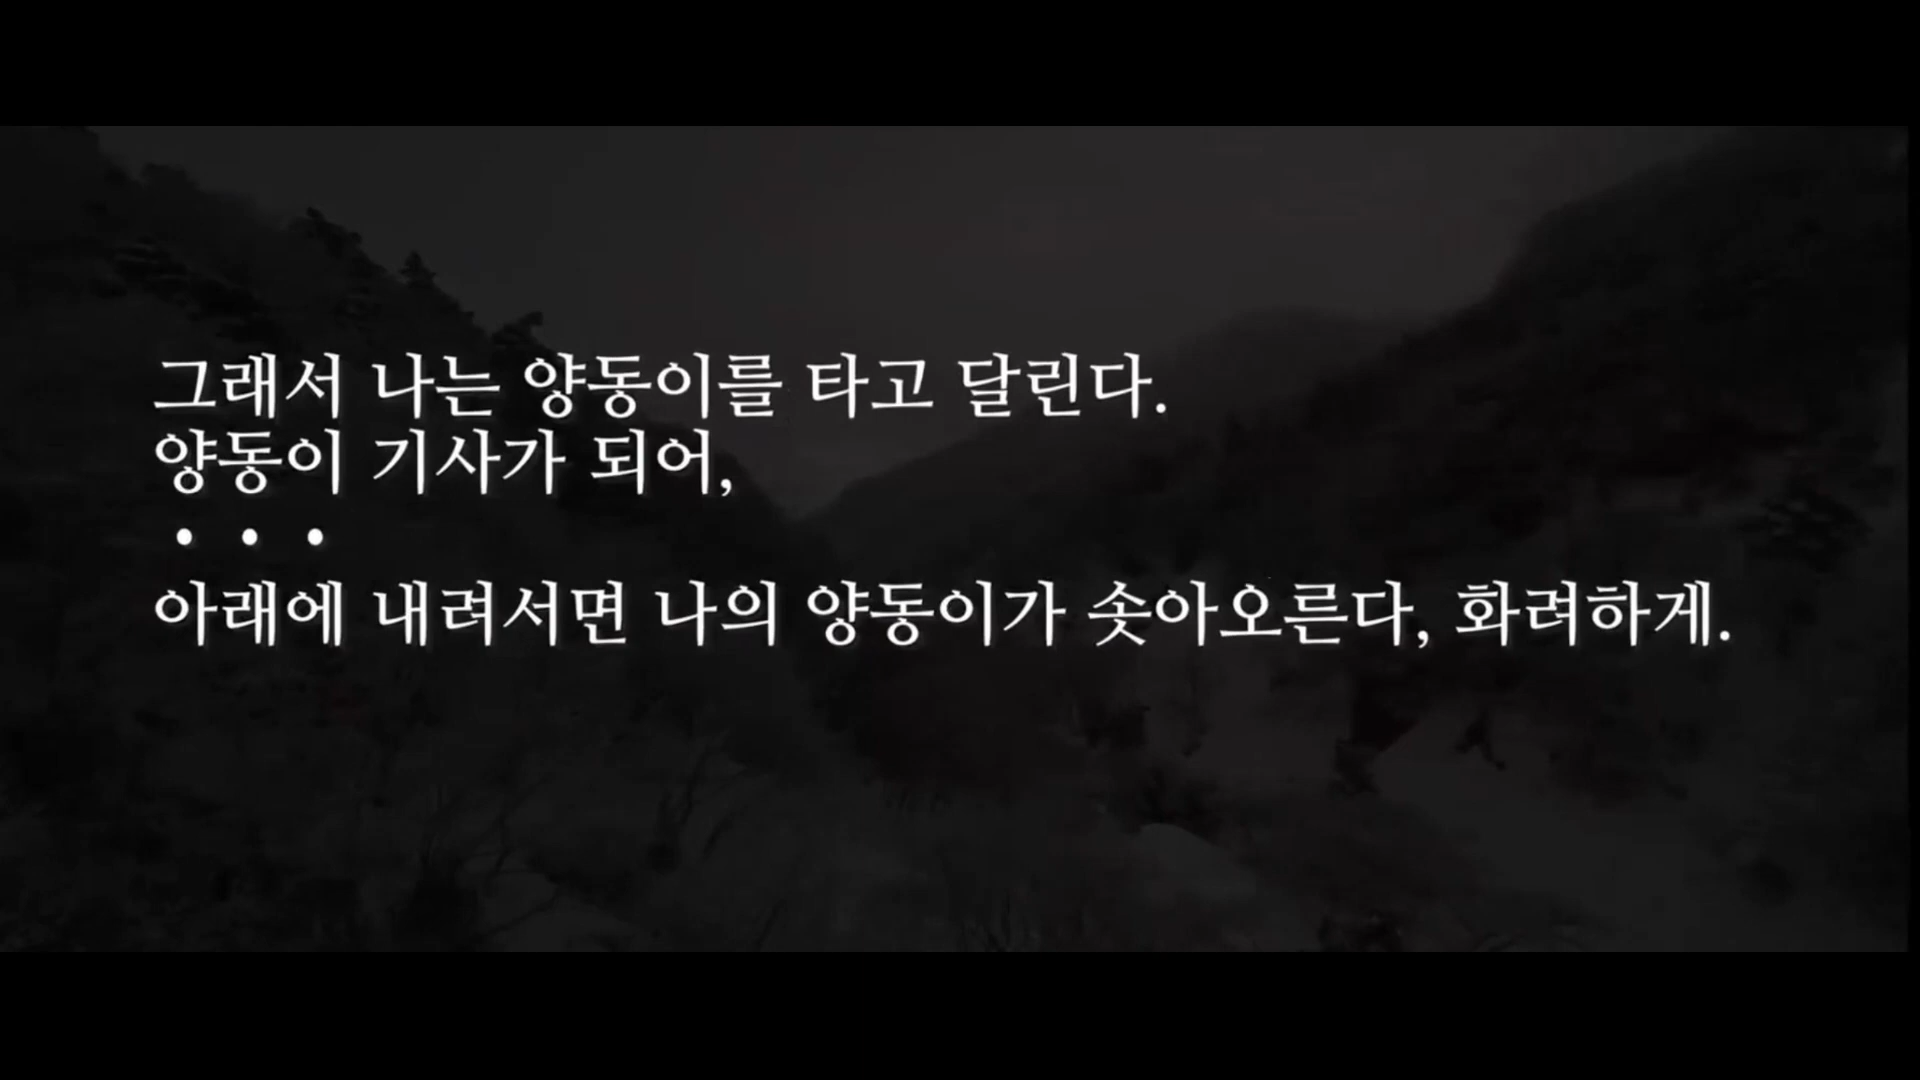 그래서 나는 양동이를 타고 달린다.
양동이 기사가 되어,
• • •
아래에 내려서면 나의 양동이가 솟아오른다, 화려하게.